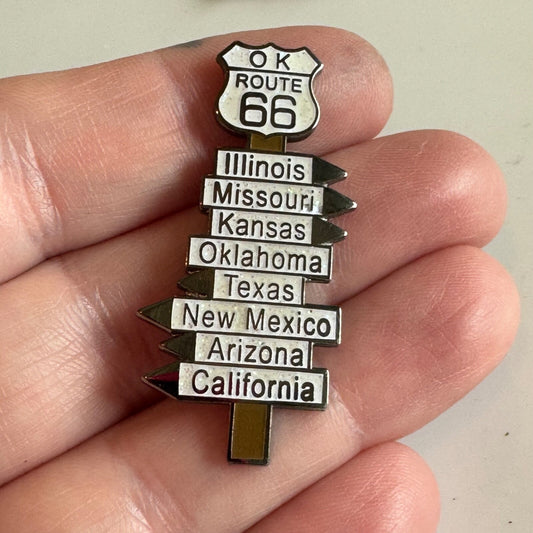 OK
ROUTE
66
Illinois
Missouri
Kansas
Oklahoma
Texas
New Mexico
Arizona
California